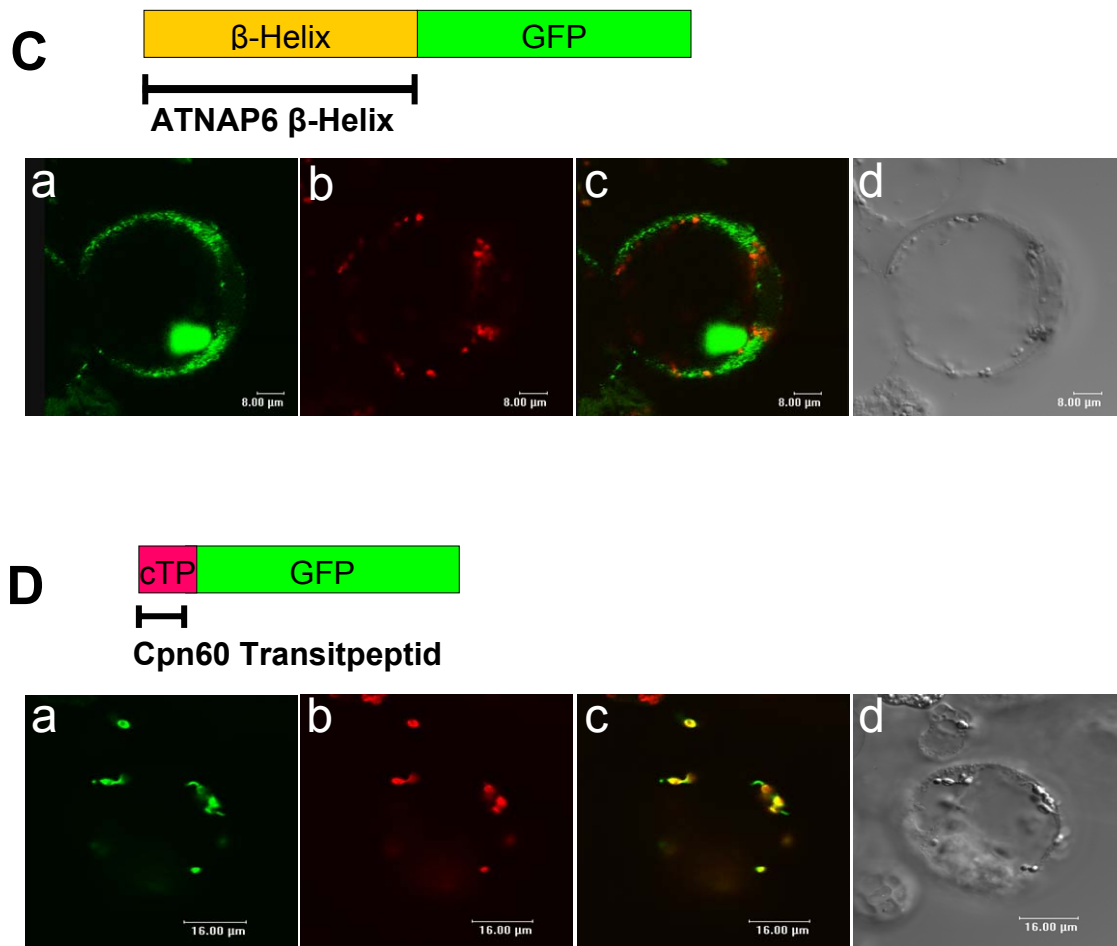 C
β-Helix GFP
ATNAP6 β-Helix
a b c d
8.00 µm 8.00 µm 8.00 µm 8.00 µm
D
cTP GFP
Cpn60 Transitpeptid
a b c d
16.00 µm 16.00 µm 16.00 µm 16.00 µm